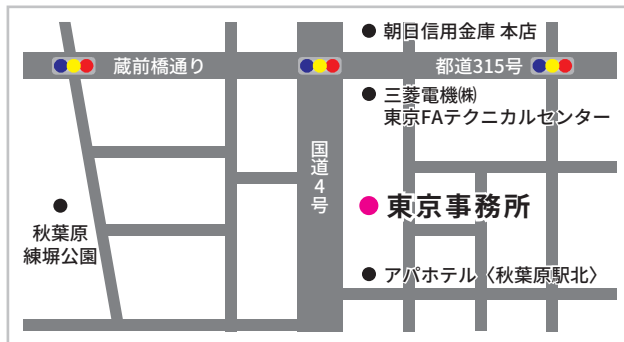 朝日信用金庫 本店
蔵前橋通り
都道315号
三菱電機㈱
東京FAテクニカルセンター
国道4号
東京事務所
秋葉原
練塀公園
アパホテル〈秋葉原駅北〉